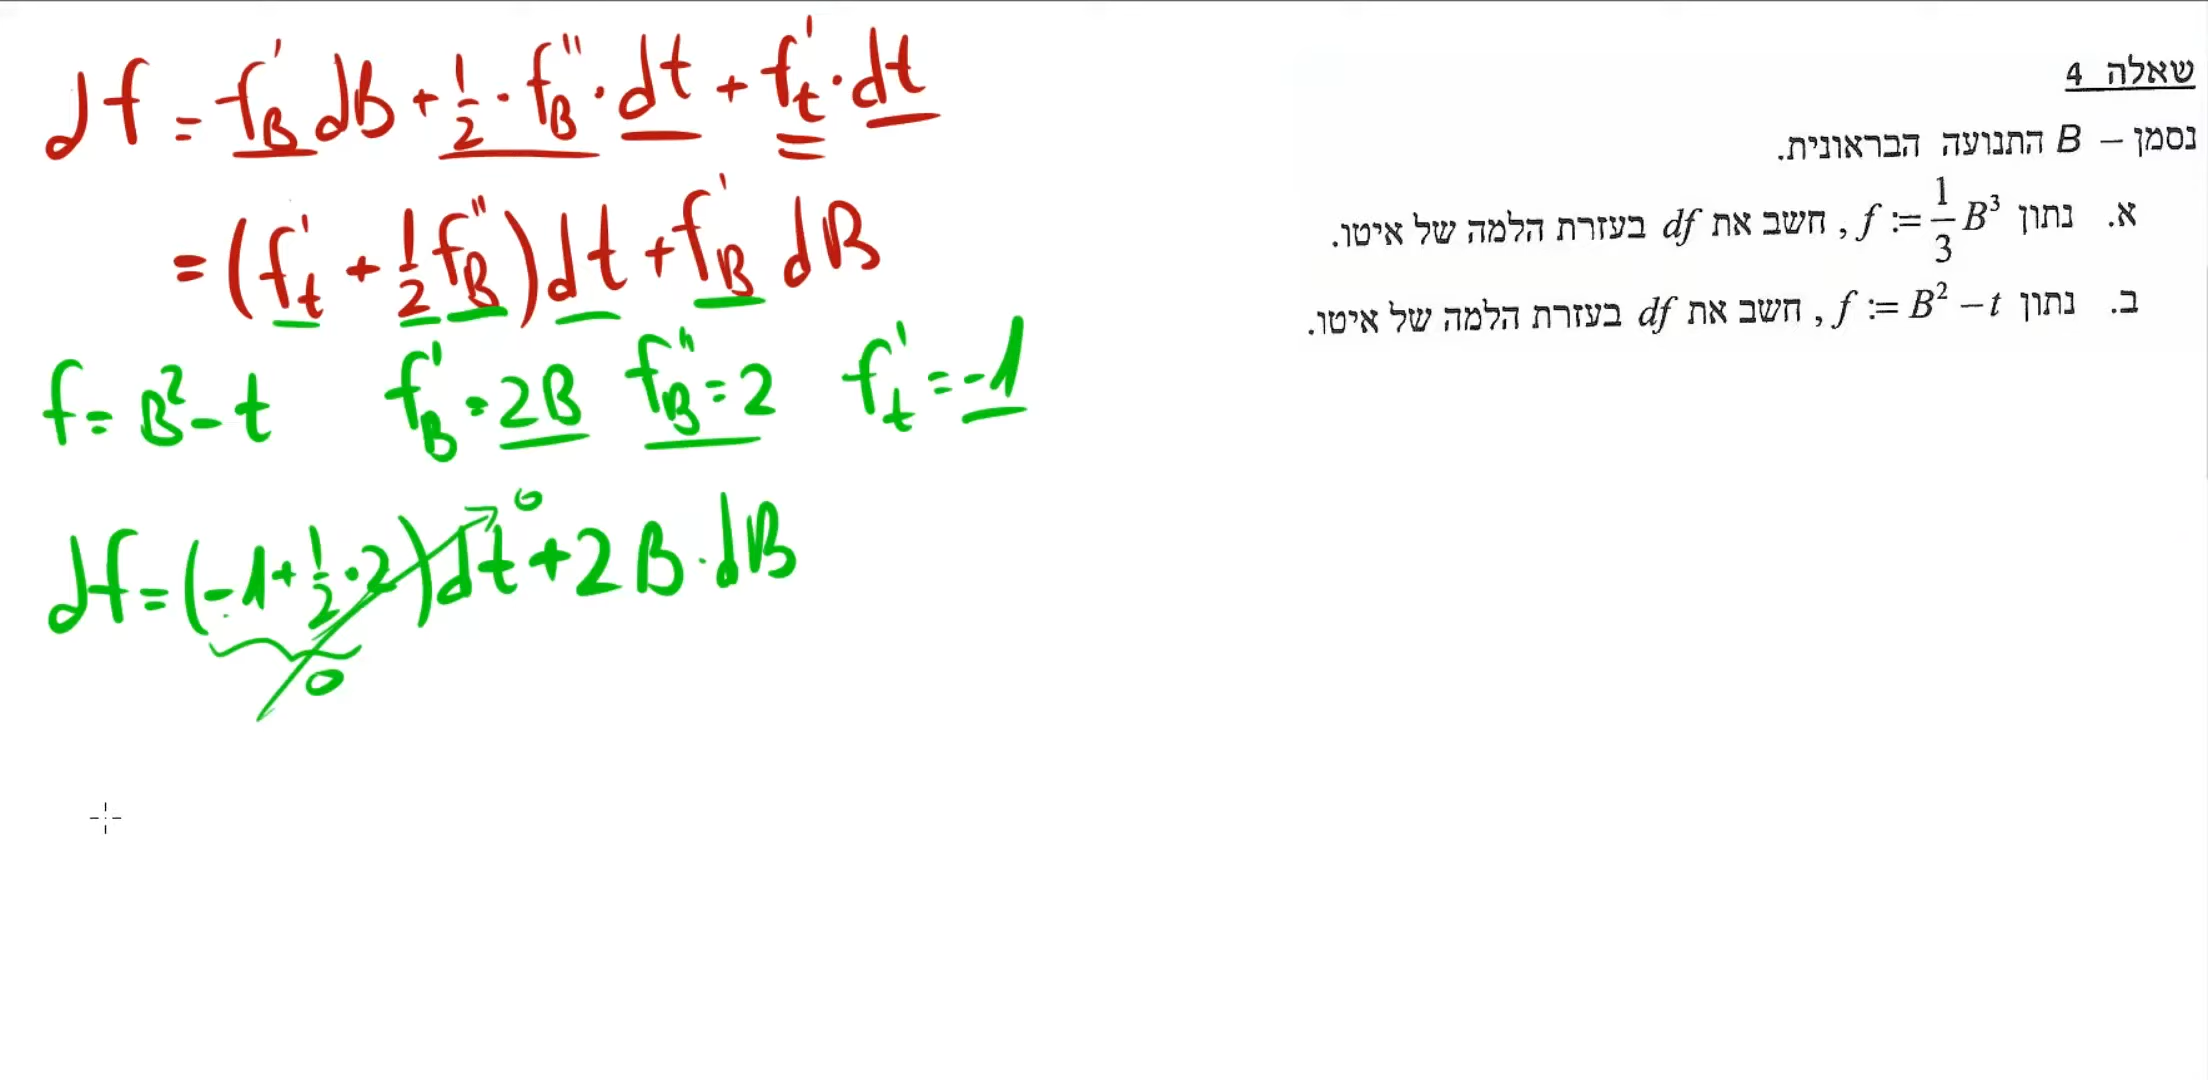 df = f'_B dB + 1/2 · f''_B · dt + f'_t · dt
= (f'_t + 1/2 f''_B) dt + f'_B dB
f = B² - t   f'_B = 2B   f''_B = 2   f'_t = -1
df = (-1 + 1/2 · 2) dt + 2B · dB
0
0
שאלה 4
נסמן – B התנועה הבראונית.
א. נתון f := 1/3 B³ , חשב את df בעזרת הלמה של איטו.
ב. נתון f := B² – t , חשב את df בעזרת הלמה של איטו.